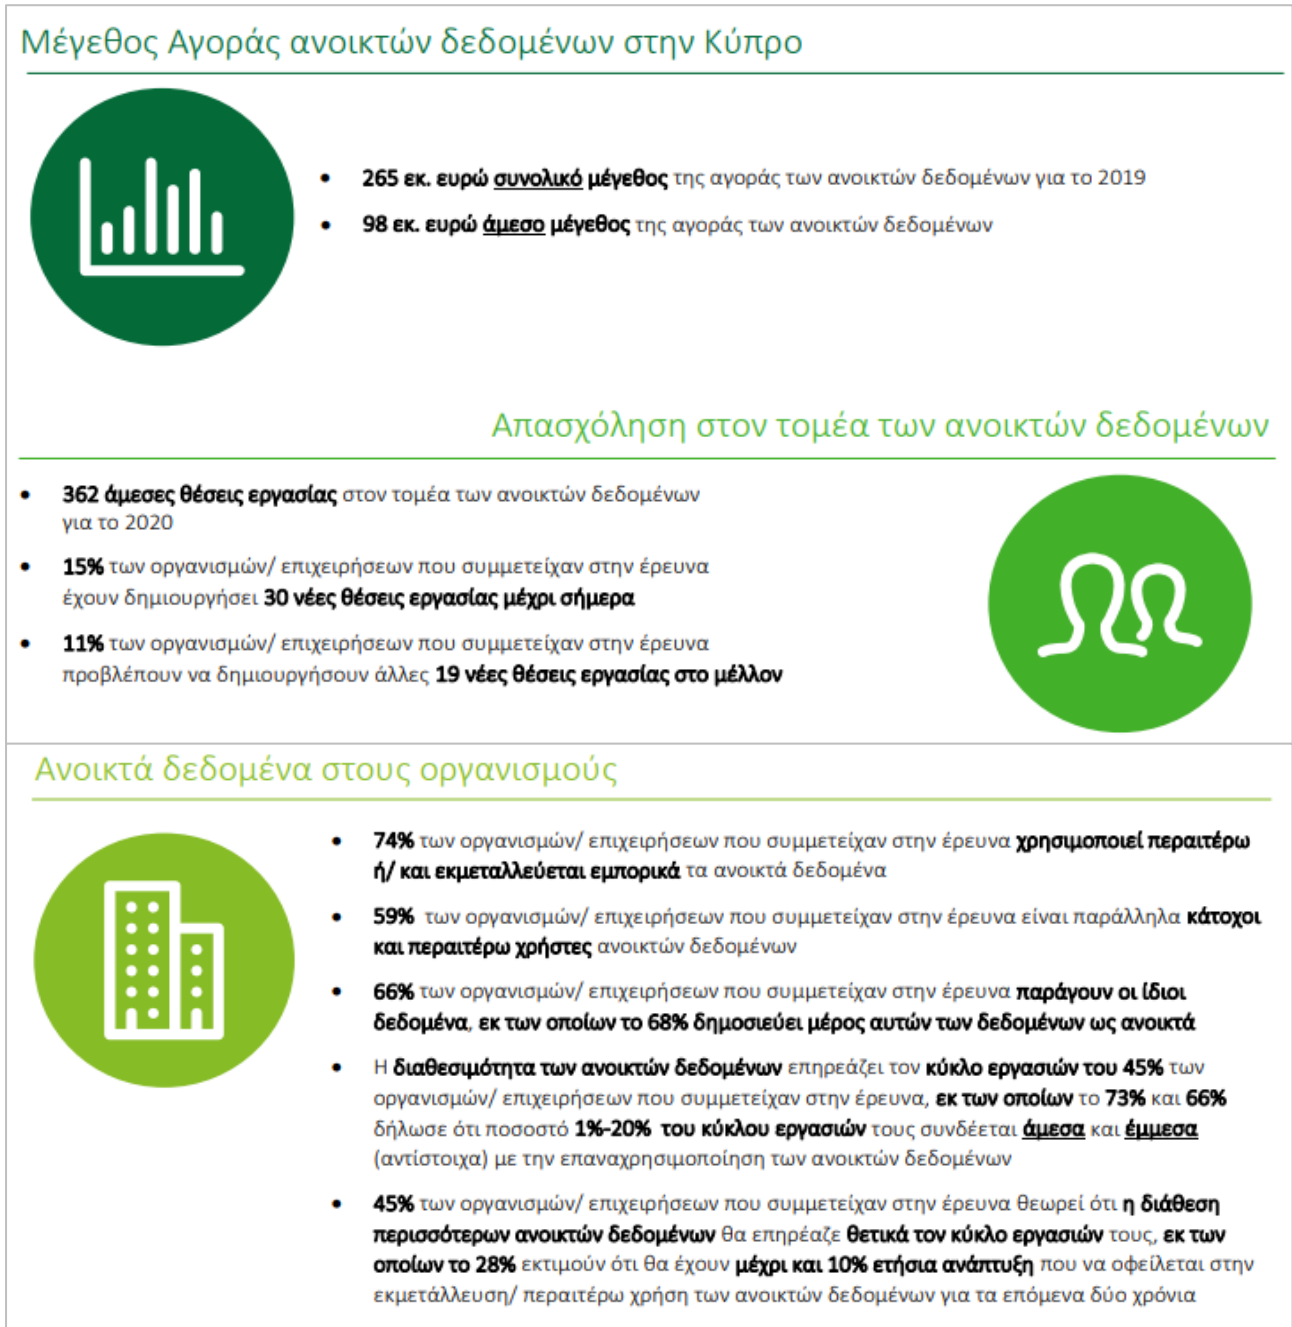 Μέγεθος Αγοράς ανοικτών δεδομένων στην Κύπρο
• 265 εκ. ευρώ συνολικό μέγεθος της αγοράς των ανοικτών δεδομένων για το 2019
• 98 εκ. ευρώ άμεσο μέγεθος της αγοράς των ανοικτών δεδομένων
Απασχόληση στον τομέα των ανοικτών δεδομένων
• 362 άμεσες θέσεις εργασίας στον τομέα των ανοικτών δεδομένων
για το 2020
• 15% των οργανισμών/ επιχειρήσεων που συμμετείχαν στην έρευνα
έχουν δημιουργήσει 30 νέες θέσεις εργασίας μέχρι σήμερα
• 11% των οργανισμών/ επιχειρήσεων που συμμετείχαν στην έρευνα
προβλέπουν να δημιουργήσουν άλλες 19 νέες θέσεις εργασίας στο μέλλον
Ανοικτά δεδομένα στους οργανισμούς
• 74% των οργανισμών/ επιχειρήσεων που συμμετείχαν στην έρευνα χρησιμοποιεί περαιτέρω
ή/ και εκμεταλλεύεται εμπορικά τα ανοικτά δεδομένα
• 59% των οργανισμών/ επιχειρήσεων που συμμετείχαν στην έρευνα είναι παράλληλα κάτοχοι
και περαιτέρω χρήστες ανοικτών δεδομένων
• 66% των οργανισμών/ επιχειρήσεων που συμμετείχαν στην έρευνα παράγουν οι ίδιοι
δεδομένα, εκ των οποίων το 68% δημοσιεύει μέρος αυτών των δεδομένων ως ανοικτά
• Η διαθεσιμότητα των ανοικτών δεδομένων επηρεάζει τον κύκλο εργασιών του 45% των
οργανισμών/ επιχειρήσεων που συμμετείχαν στην έρευνα, εκ των οποίων το 73% και 66%
δήλωσε ότι ποσοστό 1%-20% του κύκλου εργασιών τους συνδέεται άμεσα και έμμεσα
(αντίστοιχα) με την επαναχρησιμοποίηση των ανοικτών δεδομένων
• 45% των οργανισμών/ επιχειρήσεων που συμμετείχαν στην έρευνα θεωρεί ότι η διάθεση
περισσότερων ανοικτών δεδομένων θα επηρέαζε θετικά τον κύκλο εργασιών τους, εκ των
οποίων το 28% εκτιμούν ότι θα έχουν μέχρι και 10% ετήσια ανάπτυξη που να οφείλεται στην
εκμετάλλευση/ περαιτέρω χρήση των ανοικτών δεδομένων για τα επόμενα δύο χρόνια